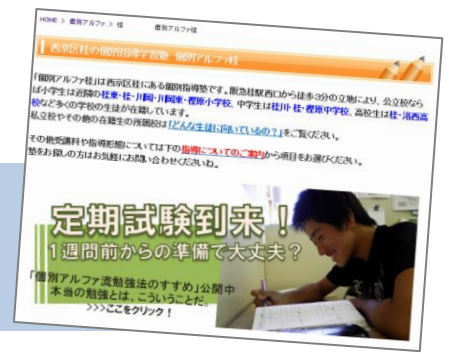 HOME > 個別アルファ > 桂 個別アルファ桂
西京区桂の個別指導学習塾 個別アルファ桂
「個別アルファ桂」は西京区桂にある個別指導塾です。阪急桂駅西口から徒歩3分の立地により、公立校なら
ば小学生は近隣の桂東・桂・川岡・川岡東・樫原小学校、中学生は桂川・桂・樫原中学校、高校生は桂・洛西高
校など多くの学校の生徒が在籍しています。
私立校やその他の在籍生の所属校は「どんな生徒に向いているの?」をご覧ください。
その他受講科や指導形態については下の指導についてのご案内から項目をお選びください。
塾をお探しの方はお気軽にお問い合わせくださいね。
定期試験到来!
1週間前からの準備で大丈夫?
「個別アルファ流勉強法のすすめ」公開中
本当の勉強とは、こういうことだ。
>>>ここをクリック!